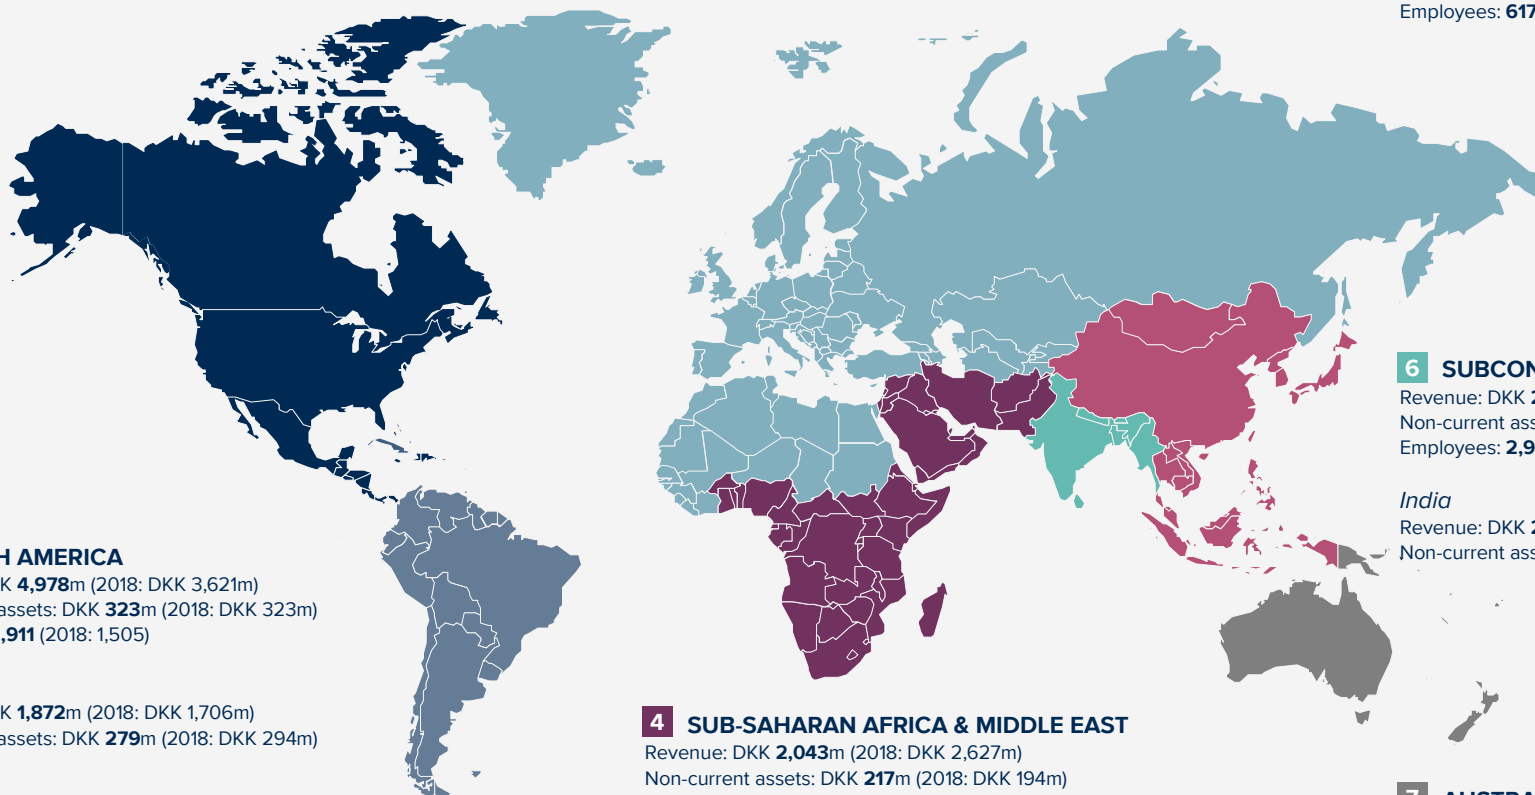 Employees: 617
6 SUBCON
Revenue: DKK 2
Non-current ass
Employees: 2,9
India
Revenue: DKK 2
Non-current ass
H AMERICA
K 4,978m (2018: DKK 3,621m)
assets: DKK 323m (2018: DKK 323m)
,911 (2018: 1,505)
K 1,872m (2018: DKK 1,706m)
assets: DKK 279m (2018: DKK 294m)
4 SUB-SAHARAN AFRICA & MIDDLE EAST
Revenue: DKK 2,043m (2018: DKK 2,627m)
Non-current assets: DKK 217m (2018: DKK 194m)